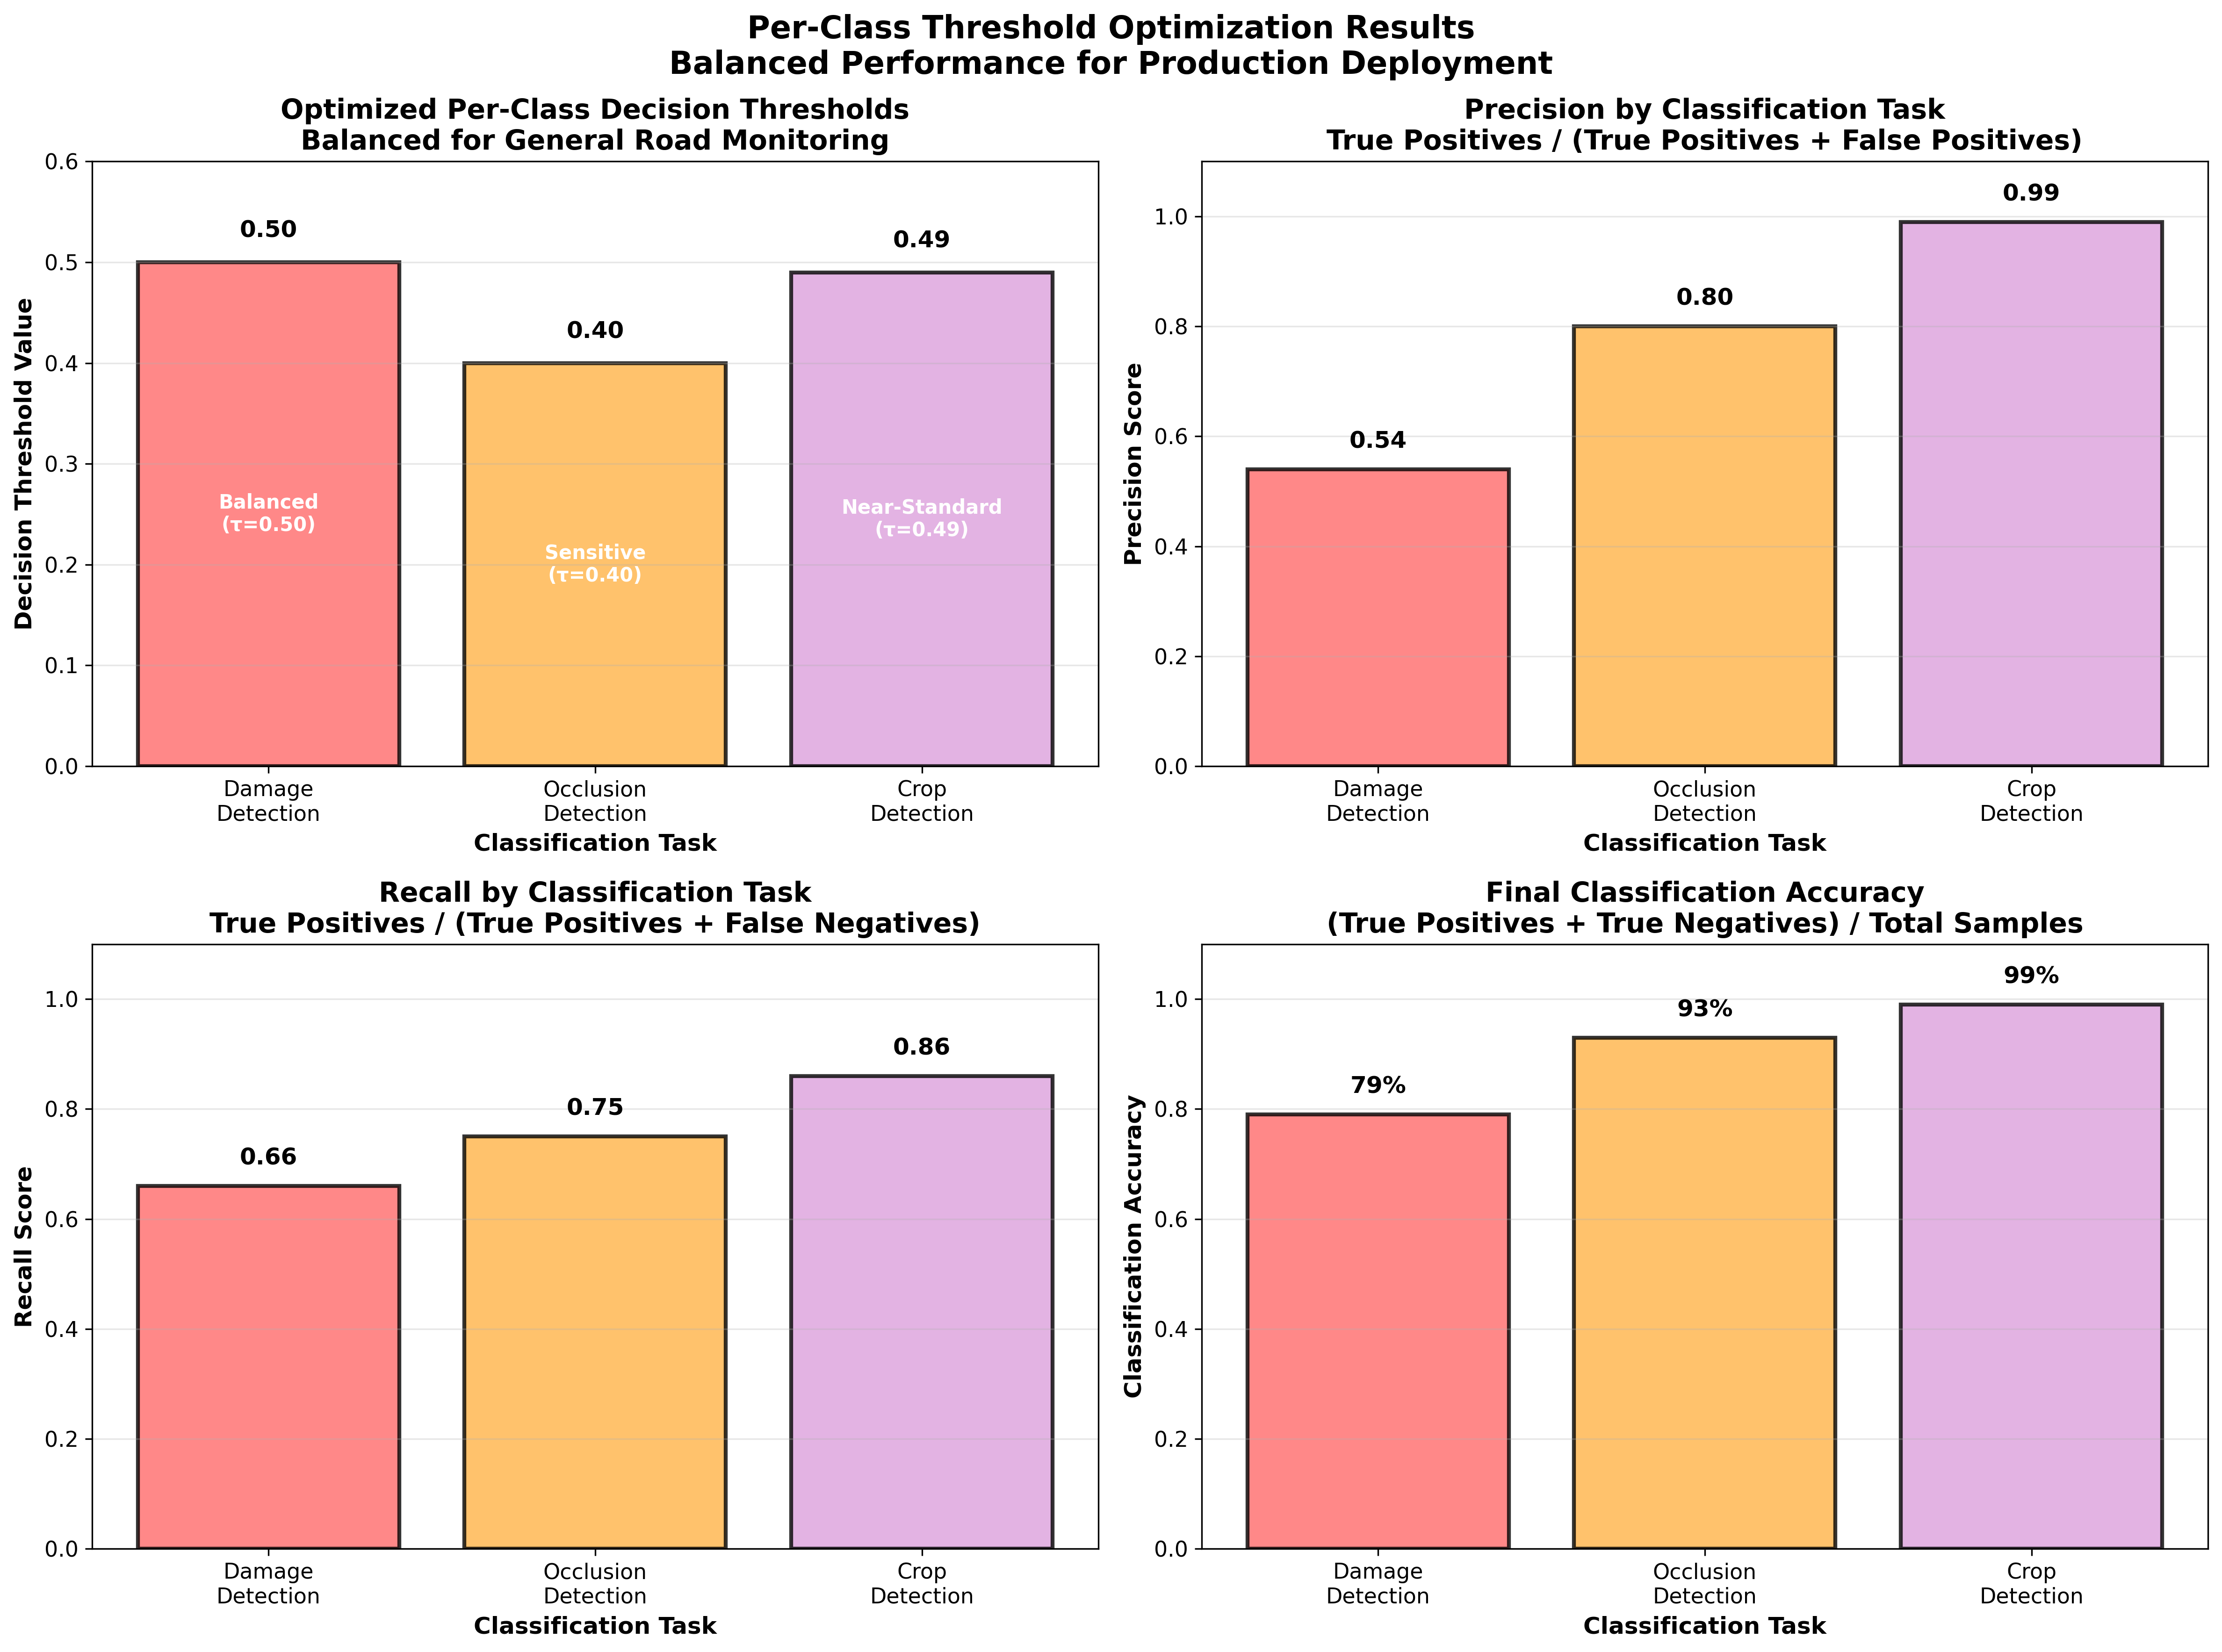 Per-Class Threshold Optimization Results
Balanced Performance for Production Deployment
Optimized Per-Class Decision Thresholds
Balanced for General Road Monitoring
Decision Threshold Value
0.6
0.5
0.4
0.3
0.2
0.1
0.0
0.50
0.40
0.49
Balanced
(τ=0.50)
Sensitive
(τ=0.40)
Near-Standard
(τ=0.49)
Damage
Detection
Occlusion
Detection
Crop
Detection
Classification Task
Precision by Classification Task
True Positives / (True Positives + False Positives)
Precision Score
1.0
0.8
0.6
0.4
0.2
0.0
0.54
0.80
0.99
Damage
Detection
Occlusion
Detection
Crop
Detection
Classification Task
Recall by Classification Task
True Positives / (True Positives + False Negatives)
Recall Score
1.0
0.8
0.6
0.4
0.2
0.0
0.66
0.75
0.86
Damage
Detection
Occlusion
Detection
Crop
Detection
Classification Task
Final Classification Accuracy
(True Positives + True Negatives) / Total Samples
Classification Accuracy
1.0
0.8
0.6
0.4
0.2
0.0
79%
93%
99%
Damage
Detection
Occlusion
Detection
Crop
Detection
Classification Task